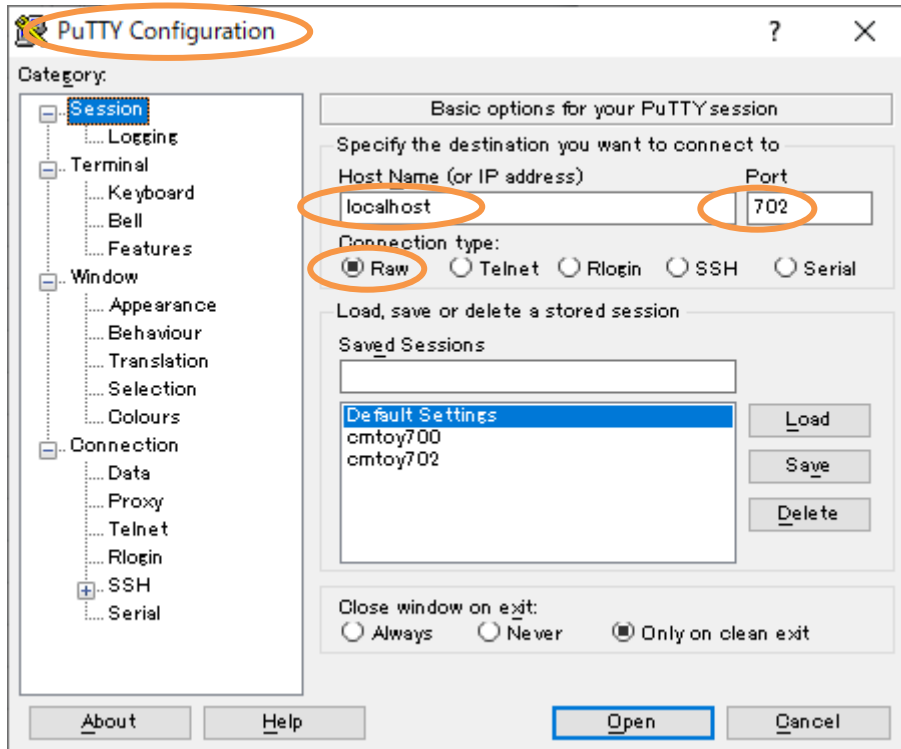 PuTTY Configuration ? ×
Category:
Session
Logging
Terminal
Keyboard
Bell
Features
Window
Appearance
Behaviour
Translation
Selection
Colours
Connection
Data
Proxy
Telnet
Rlogin
SSH
Serial
Basic options for your PuTTY session
Specify the destination you want to connect to
Host Name (or IP address) Port
localhost 702
Connection type:
Raw Telnet Rlogin SSH Serial
Load, save or delete a stored session
Saved Sessions
Default Settings
cmtoy700
cmtoy702
Load
Save
Delete
Close window on exit:
Always Never Only on clean exit
About Help Open Cancel